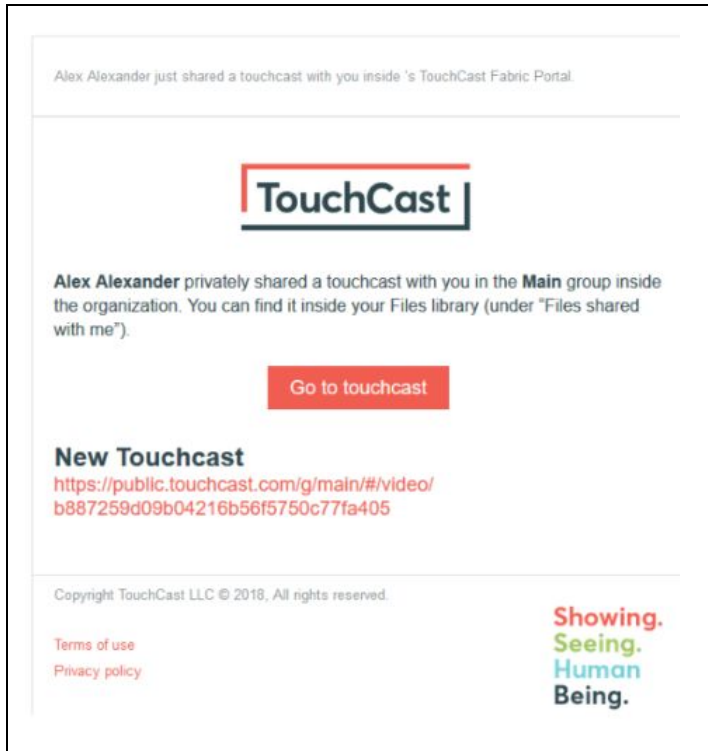 Alex Alexander just shared a touchcast with you inside 's TouchCast Fabric Portal.
TouchCast
Alex Alexander privately shared a touchcast with you in the Main group inside
the organization. You can find it inside your Files library (under “Files shared
with me”).
Go to touchcast
New Touchcast
https://public.touchcast.com/g/main/#/video/
b887259d09b04216b56f5750c77fa405
Copyright TouchCast LLC © 2018, All rights reserved.
Terms of use
Privacy policy
Showing.
Seeing.
Human
Being.